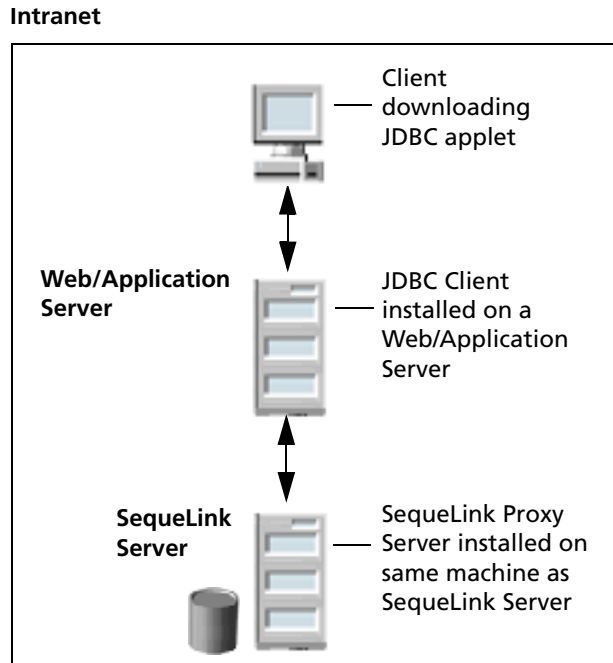 Intranet
Client
downloading
JDBC applet
Web/Application
Server
JDBC Client
installed on a
Web/Application
Server
SequeLink
Server
SequeLink Proxy
Server installed on
same machine as
SequeLink Server